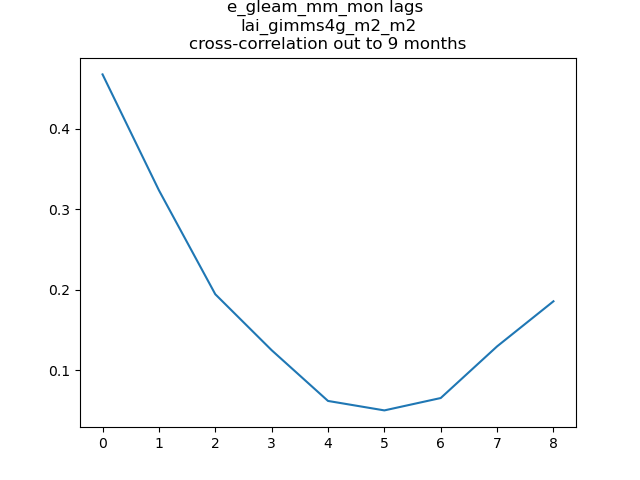 e_gleam_mm_mon lags
lai_gimms4g_m2_m2
cross-correlation out to 9 months
0.4
0.3
0.2
0.1
0 1 2 3 4 5 6 7 8